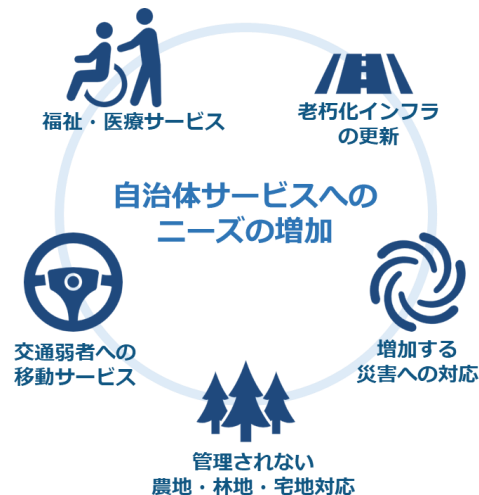 福祉・医療サービス
老朽化インフラ
の更新
自治体サービスへの
ニーズの増加
交通弱者への
移動サービス
増加する
災害への対応
管理されない
農地・林地・宅地対応